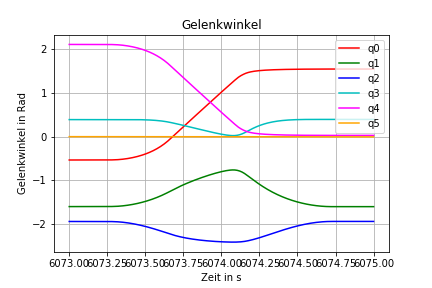 Gelenkwinkel
q0
q1
q2
q3
q4
q5
Gelenkwinkel in Rad
2
1
0
−1
−2
6073.00 6073.25 6073.50 6073.75 6074.00 6074.25 6074.50 6074.75 6075.00
Zeit in s